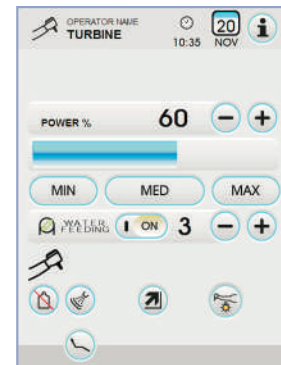 OPERATOR NAME
TURBINE
10:35
20
NOV
i
POWER % 60 − +
MIN MED MAX
WATER FEEDING I ON 3 − +